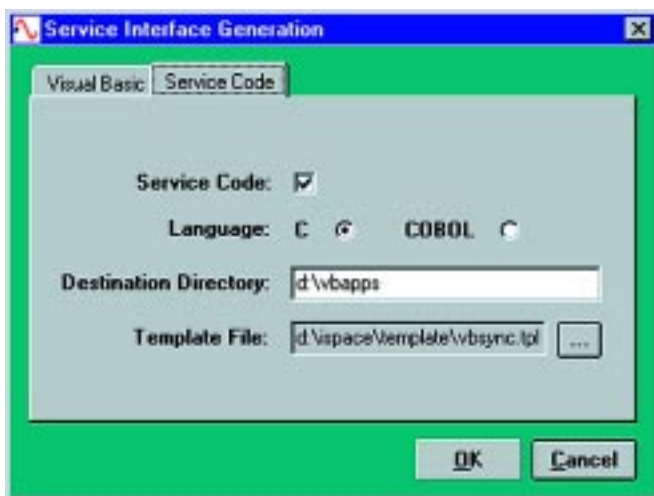 Service Interface Generation
Visual Basic Service Code
Service Code:
Language: C COBOL
Destination Directory: d:\vbapps
Template File: d:\ispace\template\vbsync.tpl ...
OK Cancel